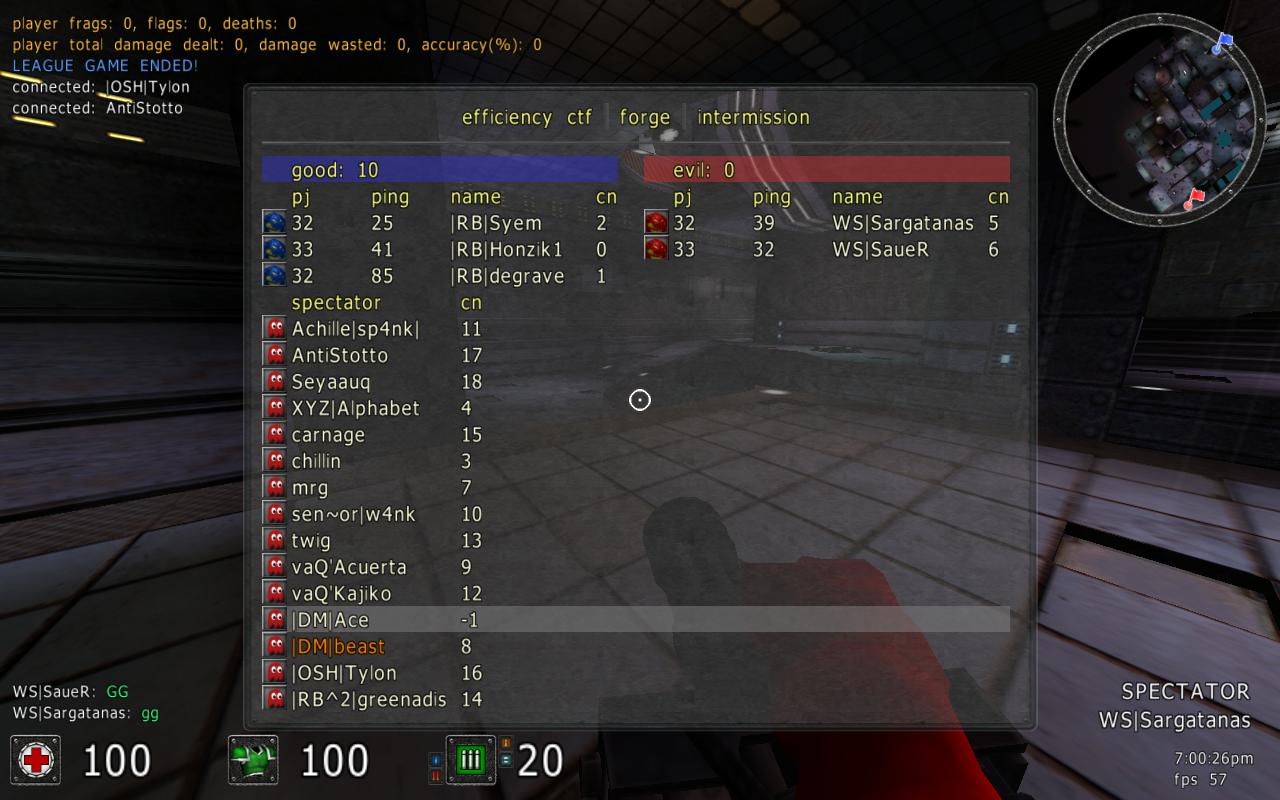 player frags: 0, flags: 0, deaths: 0
player total damage dealt: 0, damage wasted: 0, accuracy(%): 0
LEAGUE GAME ENDED!
connected: |OSH|Tylon
connected: AntiStotto
efficiency ctf | forge | intermission
good: 10 evil: 0
pj ping name cn pj ping name cn
32 25 |RB|Syem 2 32 39 WS|Sargatanas 5
33 41 |RB|Honzik1 0 33 32 WS|SaueR 6
32 85 |RB|degrave 1
spectator cn
Achille|sp4nk| 11
AntiStotto 17
Seyaauq 18
XYZ|Alphabet 4
carnage 15
chillin 3
mrg 7
sen~or|w4nk 10
twig 13
vaQ'Acuerta 9
vaQ'Kajiko 12
|DM|Ace -1
|DM|beast 8
|OSH|Tylon 16
|RB^2|greenadis 14
WS|SaueR: GG
WS|Sargatanas: gg
SPECTATOR
WS|Sargatanas
100 100 20
7:00:26pm
fps 57